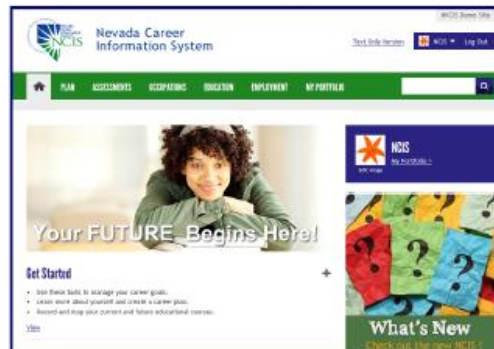 NCIS Demo Site
NCIS
Nevada Career
Information System
Text Only Version
NCIS
Log Out
PLAN ASSESSMENTS OCCUPATIONS EDUCATION EMPLOYMENT MY PORTFOLIO
Your FUTURE Begins Here!
NCIS
My Portfolio >
Get Started
Use these tools to manage your career goals.
Learn more about yourself and create a career plan.
Record and map your current and future educational courses.
View
? ? ?
What's New
Check out the new NCIS !